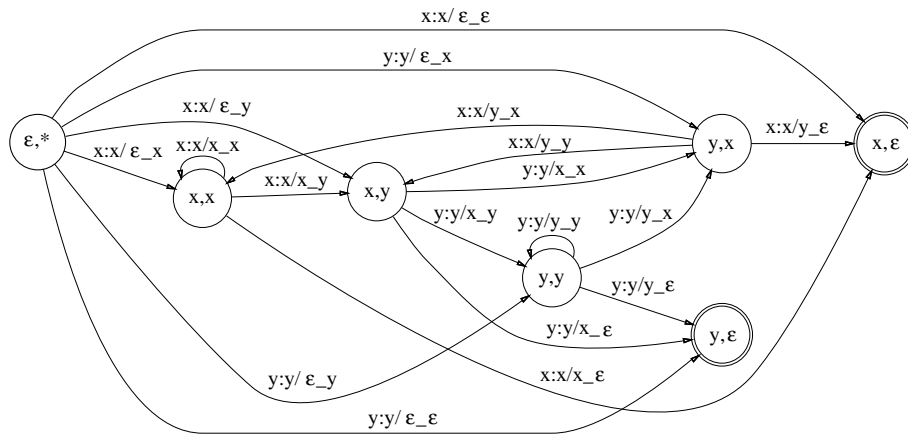 x:x/ ε_ε
y:y/ ε_x
x:x/ ε_y
x:x/y_x
ε,*
x:x/ ε_x
x:x/x_x
x:x/y_y
y,x
x:x/y_ε
x,ε
x:x/x_y
y:y/x_x
x,x
x,y
y:y/x_y
y:y/y_y
y:y/y_x
y,y
y:y/y_ε
y:y/x_ε
y,ε
y:y/ ε_y
x:x/x_ε
y:y/ ε_ε